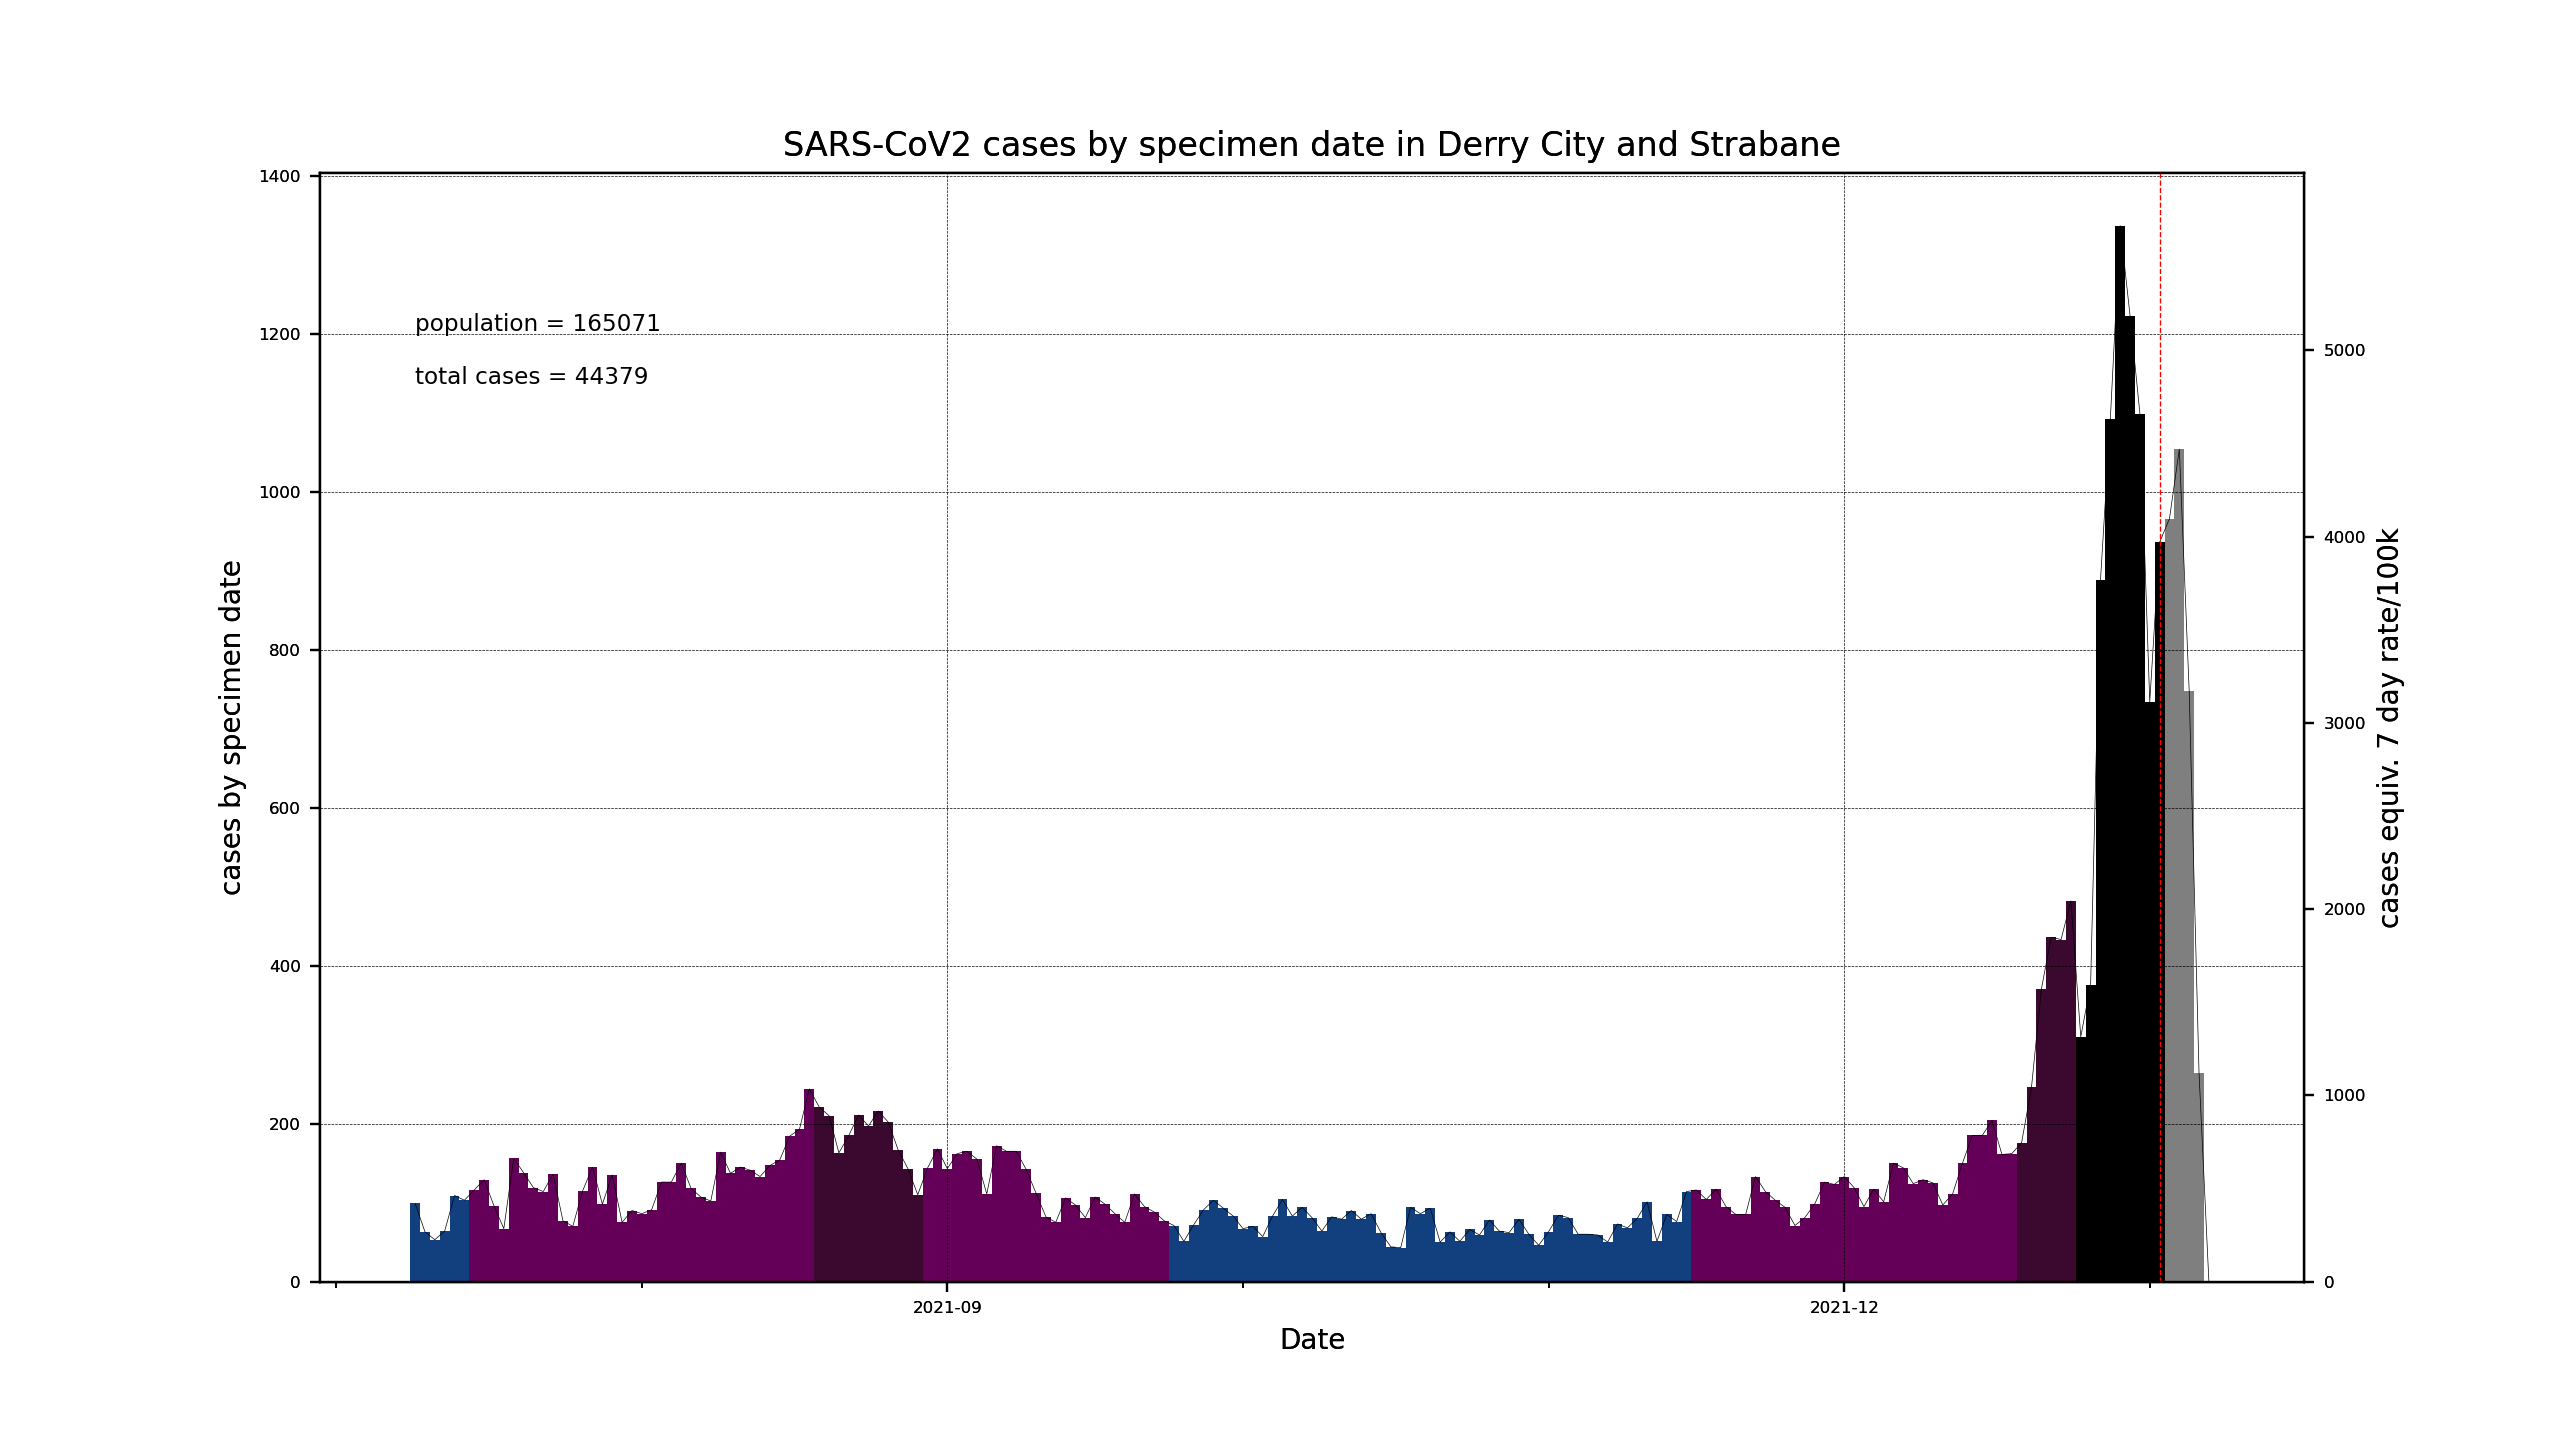 SARS-CoV2 cases by specimen date in Derry City and Strabane
1400
1200
1000
800
600
400
200
0
cases by specimen date
population = 165071
total cases = 44379
5000
4000
3000
2000
1000
0
cases equiv. 7 day rate/100k
2021-09
2021-12
Date